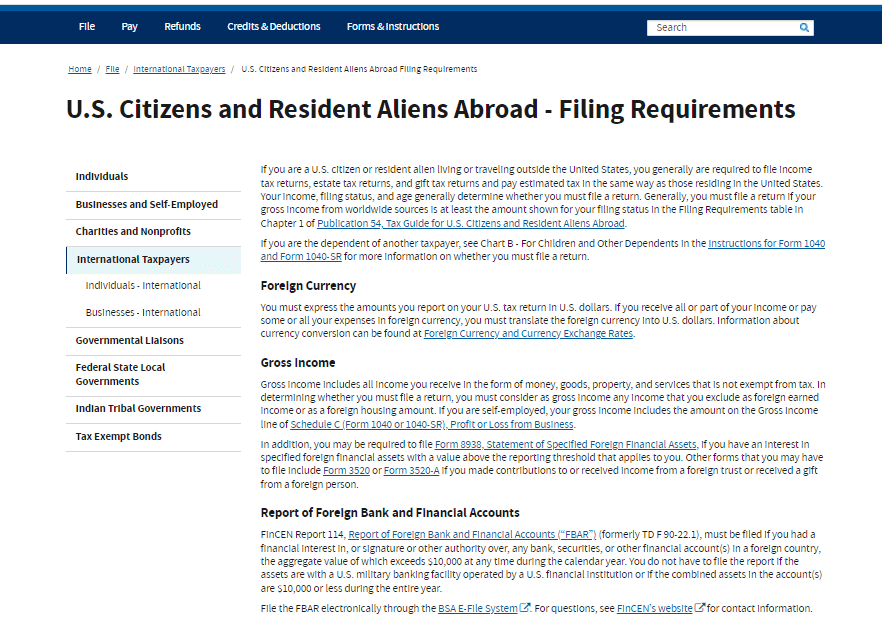 File Pay Refunds Credits & Deductions Forms & Instructions Search
Home / File / International Taxpayers / U.S. Citizens and Resident Aliens Abroad Filing Requirements
U.S. Citizens and Resident Aliens Abroad - Filing Requirements
Individuals
Businesses and Self-Employed
Charities and Nonprofits
International Taxpayers
Individuals - International
Businesses - International
Governmental Liaisons
Federal State Local
Governments
Indian Tribal Governments
Tax Exempt Bonds
If you are a U.S. citizen or resident alien living or traveling outside the United States, you generally are required to file income
tax returns, estate tax returns, and gift tax returns and pay estimated tax in the same way as those residing in the United States.
Your income, filing status, and age generally determine whether you must file a return. Generally, you must file a return if your
gross income from worldwide sources is at least the amount shown for your filing status in the Filing Requirements table in
Chapter 1 of Publication 54, Tax Guide for U.S. Citizens and Resident Aliens Abroad.
If you are the dependent of another taxpayer, see Chart B - For Children and Other Dependents in the Instructions for Form 1040
and Form 1040-SR for more information on whether you must file a return.
Foreign Currency
You must express the amounts you report on your U.S. tax return in U.S. dollars. If you receive all or part of your income or pay
some or all your expenses in foreign currency, you must translate the foreign currency into U.S. dollars. Information about
currency conversion can be found at Foreign Currency and Currency Exchange Rates.
Gross Income
Gross income includes all income you receive in the form of money, goods, property, and services that is not exempt from tax. In
determining whether you must file a return, you must consider as gross income any income that you exclude as foreign earned
income or as a foreign housing amount. If you are self-employed, your gross income includes the amount on the Gross Income
line of Schedule C (Form 1040 or 1040-SR), Profit or Loss from Business.
In addition, you may be required to file Form 8938, Statement of Specified Foreign Financial Assets, if you have an interest in
specified foreign financial assets with a value above the reporting threshold that applies to you. Other forms that you may have
to file include Form 3520 or Form 3520-A if you made contributions to or received income from a foreign trust or received a gift
from a foreign person.
Report of Foreign Bank and Financial Accounts
FinCEN Report 114, Report of Foreign Bank and Financial Accounts (“FBAR”) (formerly TD F 90-22.1), must be filed if you had a
financial interest in, or signature or other authority over, any bank, securities, or other financial account(s) in a foreign country,
the aggregate value of which exceeds $10,000 at any time during the calendar year. You do not have to file the report if the
assets are with a U.S. military banking facility operated by a U.S. financial institution or if the combined assets in the account(s)
are $10,000 or less during the entire year.
File the FBAR electronically through the BSA E-File System. For questions, see FinCEN's website for contact information.